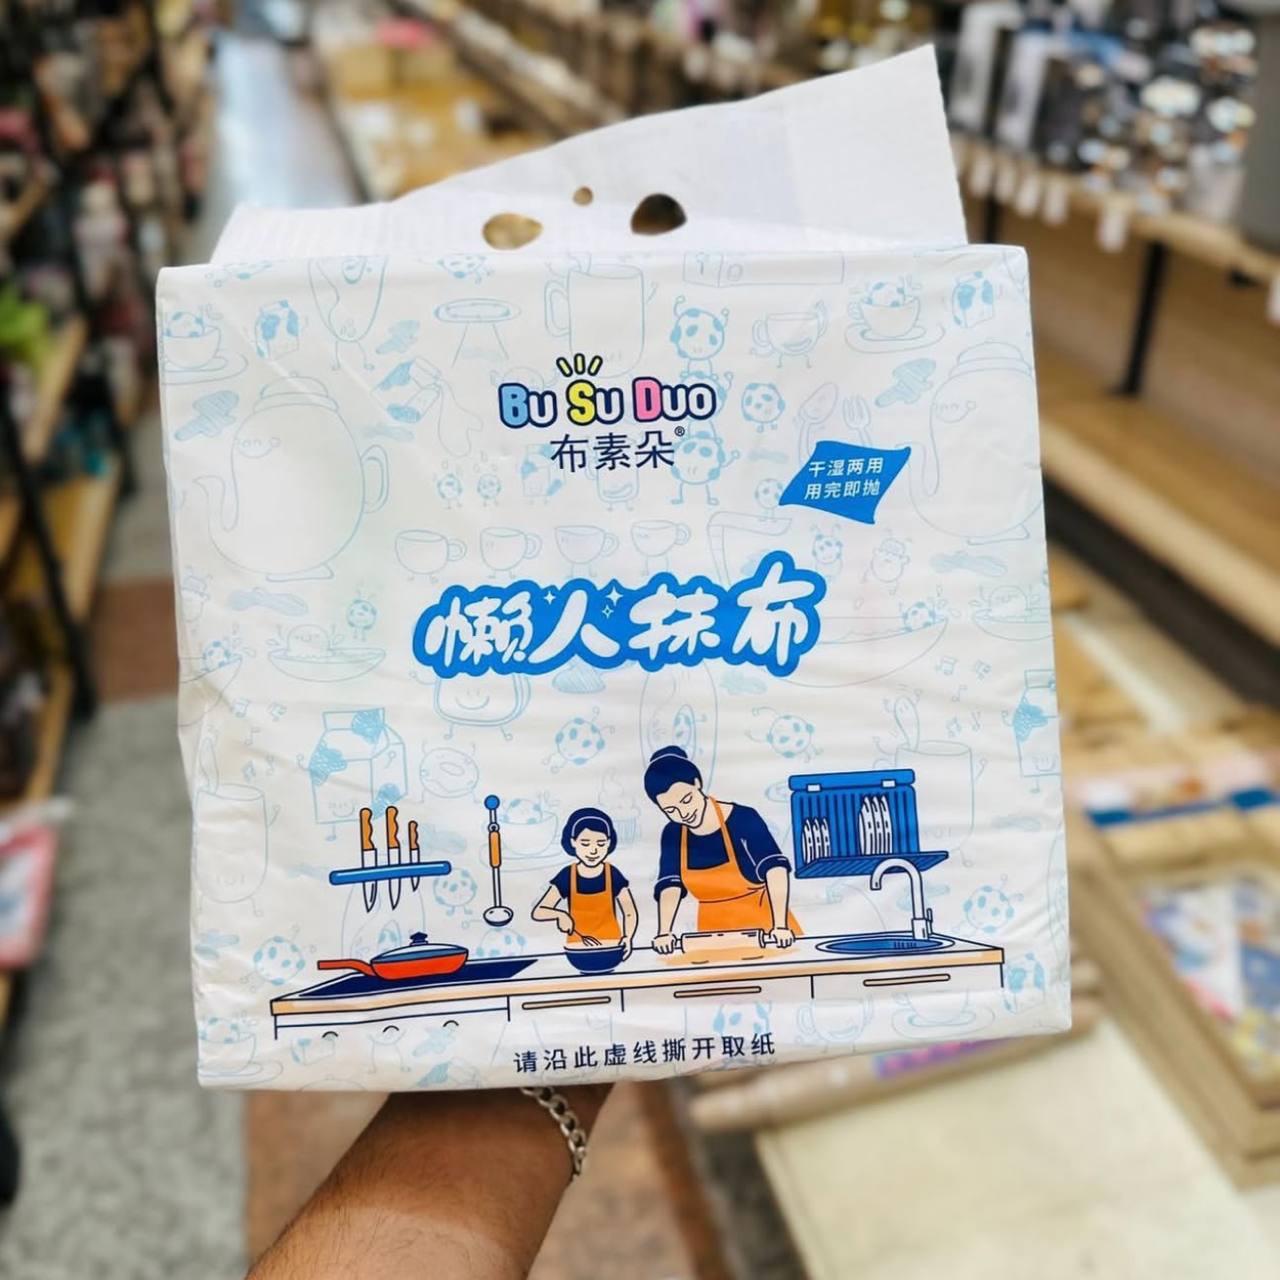 Bu Su Duo
布素朵®
干湿两用
用完即抛
懒人抹布
请沿此虚线撕开取纸